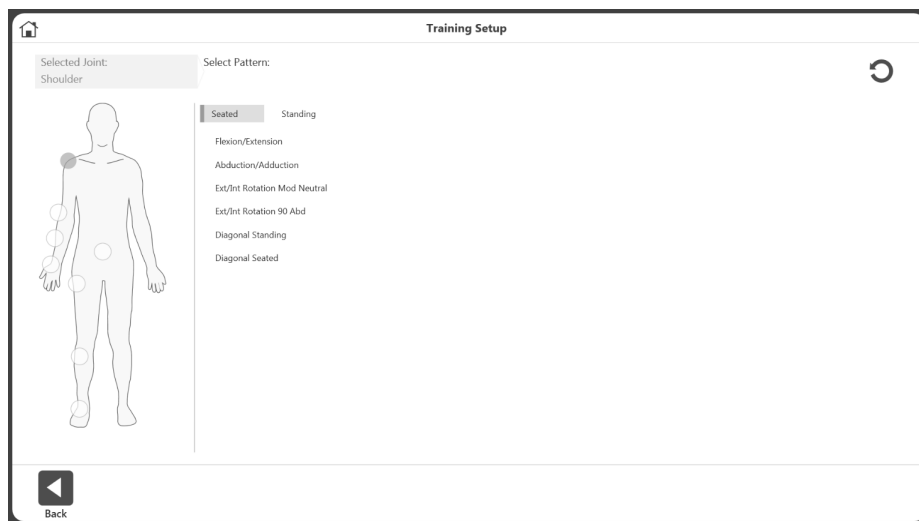 Training Setup
Selected Joint:
Shoulder
Select Pattern:
Seated
Standing
Flexion/Extension
Abduction/Adduction
Ext/Int Rotation Mod Neutral
Ext/Int Rotation 90 Abd
Diagonal Standing
Diagonal Seated
Back